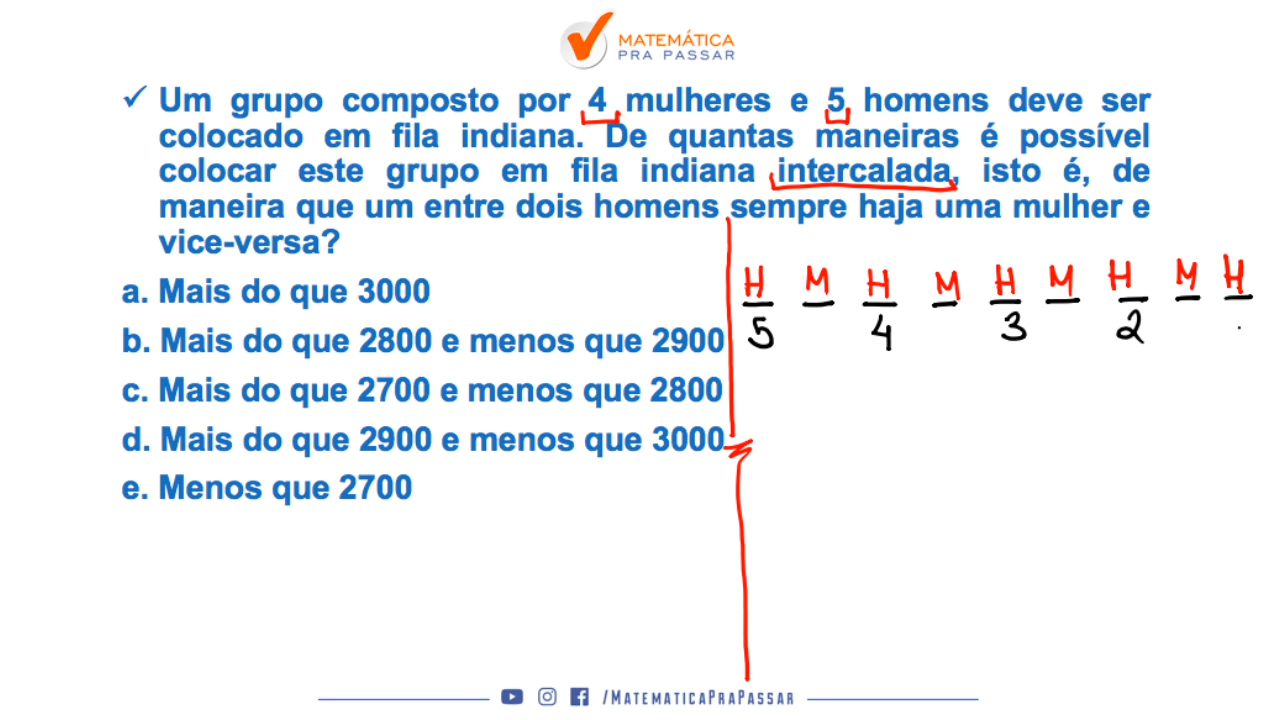 MATEMÁTICA
PRA PASSAR
✓ Um grupo composto por 4 mulheres e 5 homens deve ser
colocado em fila indiana. De quantas maneiras é possível
colocar este grupo em fila indiana intercalada, isto é, de
maneira que um entre dois homens sempre haja uma mulher e
vice-versa?
a. Mais do que 3000
b. Mais do que 2800 e menos que 2900
c. Mais do que 2700 e menos que 2800
d. Mais do que 2900 e menos que 3000
e. Menos que 2700
H M H M H M H M H
5 4 3 2
/MATEMATICAPRAPASSAR